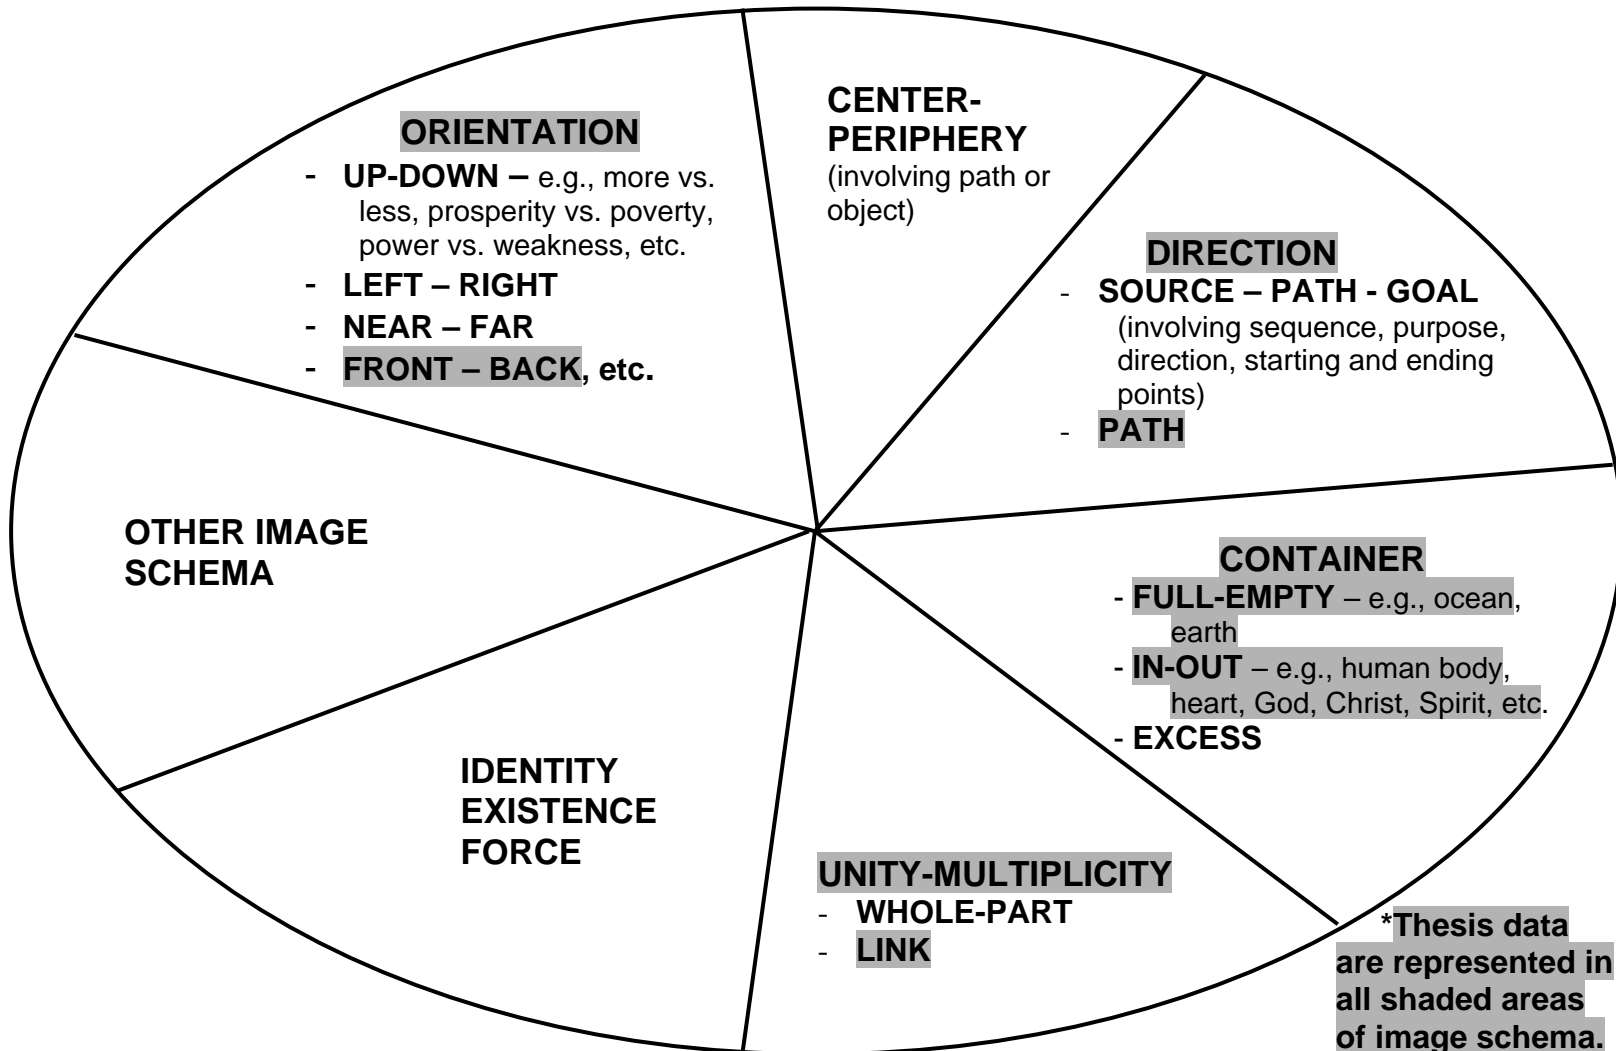 ORIENTATION
- UP-DOWN – e.g., more vs.
less, prosperity vs. poverty,
power vs. weakness, etc.
- LEFT – RIGHT
- NEAR – FAR
- FRONT – BACK, etc.
CENTER-
PERIPHERY
(involving path or
object)
DIRECTION
- SOURCE – PATH - GOAL
(involving sequence, purpose,
direction, starting and ending
points)
- PATH
CONTAINER
- FULL-EMPTY – e.g., ocean,
earth
- IN-OUT – e.g., human body,
heart, God, Christ, Spirit, etc.
- EXCESS
UNITY-MULTIPLICITY
- WHOLE-PART
- LINK
IDENTITY
EXISTENCE
FORCE
OTHER IMAGE
SCHEMA
*Thesis data
are represented in
all shaded areas
of image schema.